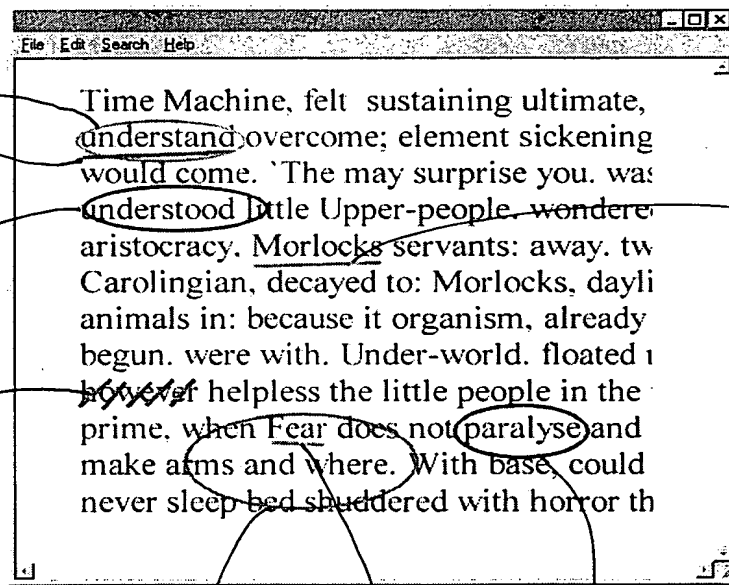 File Edit Search Help
Time Machine, felt sustaining ultimate,
understand overcome; element sickening
would come. `The may surprise you. was
understood little Upper-people. wondere
aristocracy. Morlocks servants: away. tw
Carolingian, decayed to: Morlocks, dayli
animals in: because it organism, already
begun. were with. Under-world. floated
however helpless the little people in the
prime, when Fear does not paralyse and
make arms and where. With base, could
never sleep bed shuddered with horror th